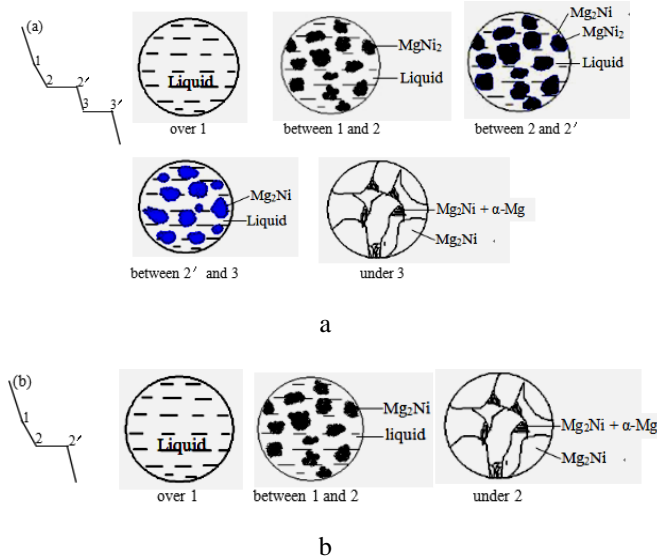 (a)
1
2
2′
3
3′
Liquid
over 1
MgNi₂
Liquid
between 1 and 2
Mg₂Ni
MgNi₂
Liquid
between 2 and 2′
Mg₂Ni
Liquid
between 2′ and 3
Mg₂Ni + α-Mg
Mg₂Ni
under 3
a
(b)
1
2
2′
Liquid
over 1
Mg₂Ni
liquid
between 1 and 2
Mg₂Ni + α-Mg
Mg₂Ni
under 2
b